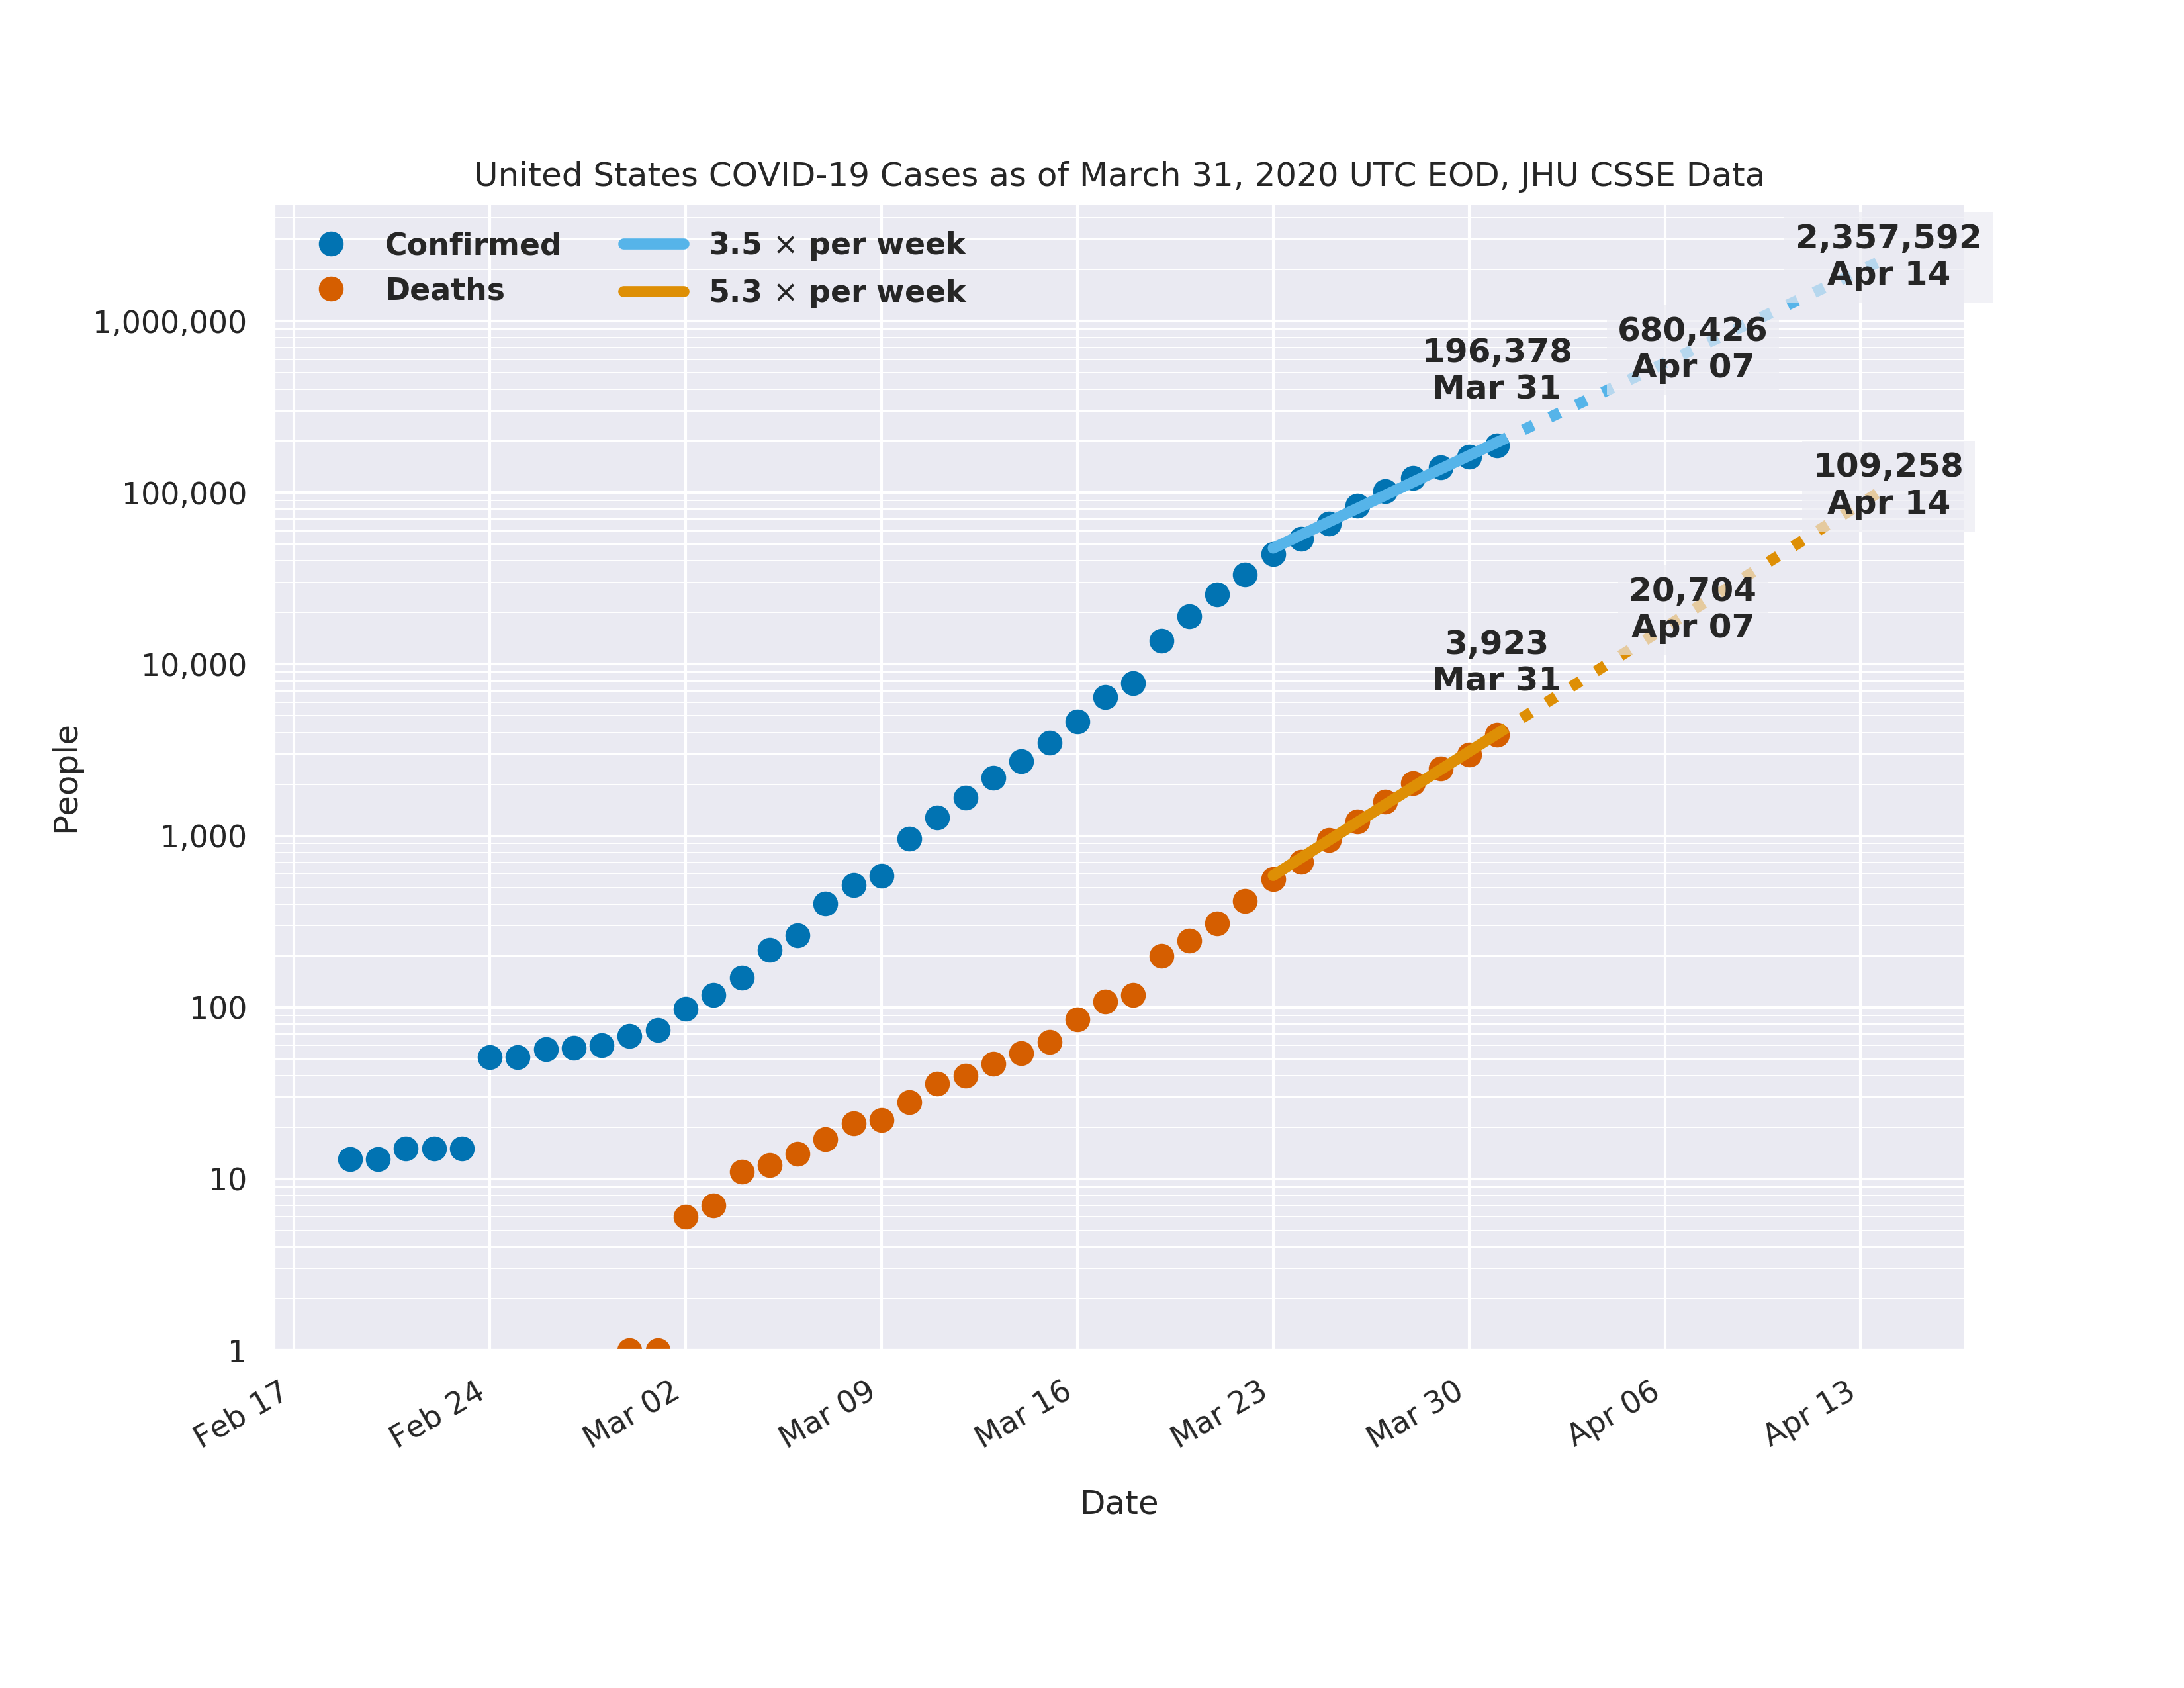 United States COVID-19 Cases as of March 31, 2020 UTC EOD, JHU CSSE Data
Confirmed
Deaths
3.5 × per week
5.3 × per week
2,357,592
Apr 14
680,426
Apr 07
196,378
Mar 31
109,258
Apr 14
20,704
Apr 07
3,923
Mar 31
People
1,000,000
100,000
10,000
1,000
100
10
1
Feb 17
Feb 24
Mar 02
Mar 09
Mar 16
Mar 23
Mar 30
Apr 06
Apr 13
Date